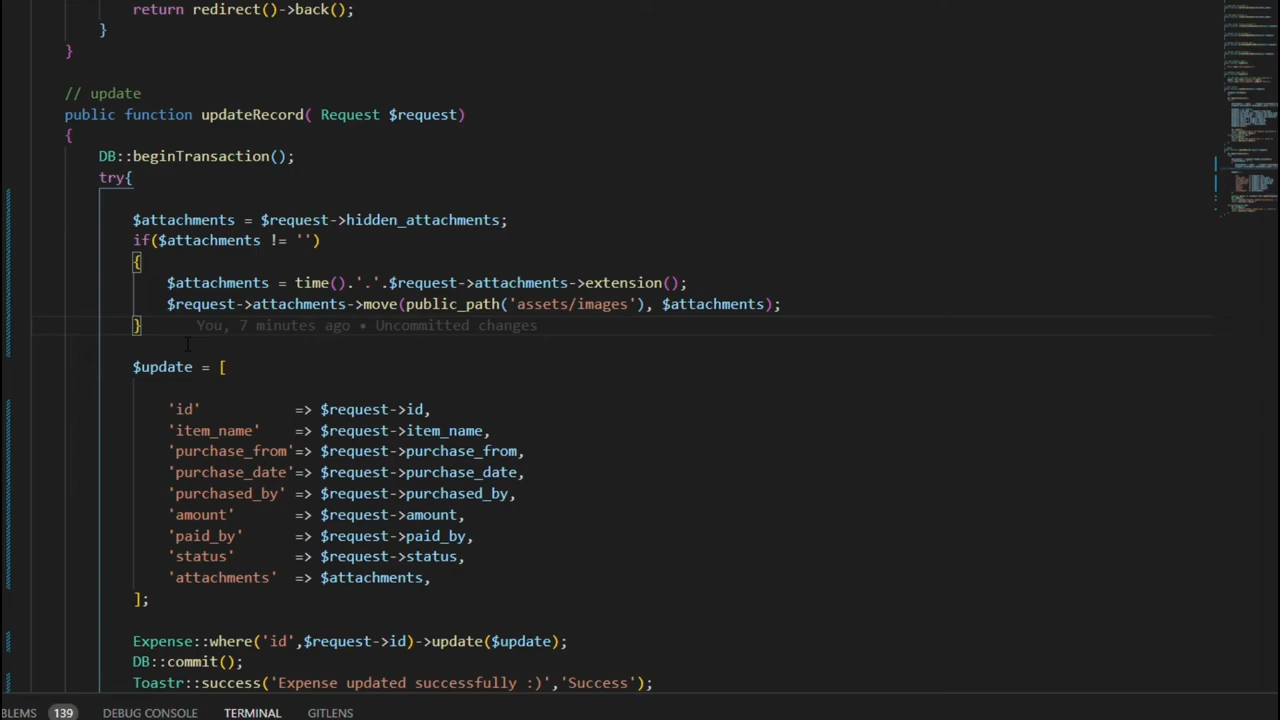 return redirect()->back();
}
}
// update
public function updateRecord( Request $request)
{
DB::beginTransaction();
try{
$attachments = $request->hidden_attachments;
if($attachments != '')
{
$attachments = time().'.'.$request->attachments->extension();
$request->attachments->move(public_path('assets/images'), $attachments);
} You, 7 minutes ago • Uncommitted changes
$update = [
'id' => $request->id,
'item_name' => $request->item_name,
'purchase_from'=> $request->purchase_from,
'purchase_date'=> $request->purchase_date,
'purchased_by' => $request->purchased_by,
'amount' => $request->amount,
'paid_by' => $request->paid_by,
'status' => $request->status,
'attachments' => $attachments,
];
Expense::where('id',$request->id)->update($update);
DB::commit();
Toastr::success('Expense updated successfully :)','Success');
BLEMS 139 DEBUG CONSOLE TERMINAL GITLENS